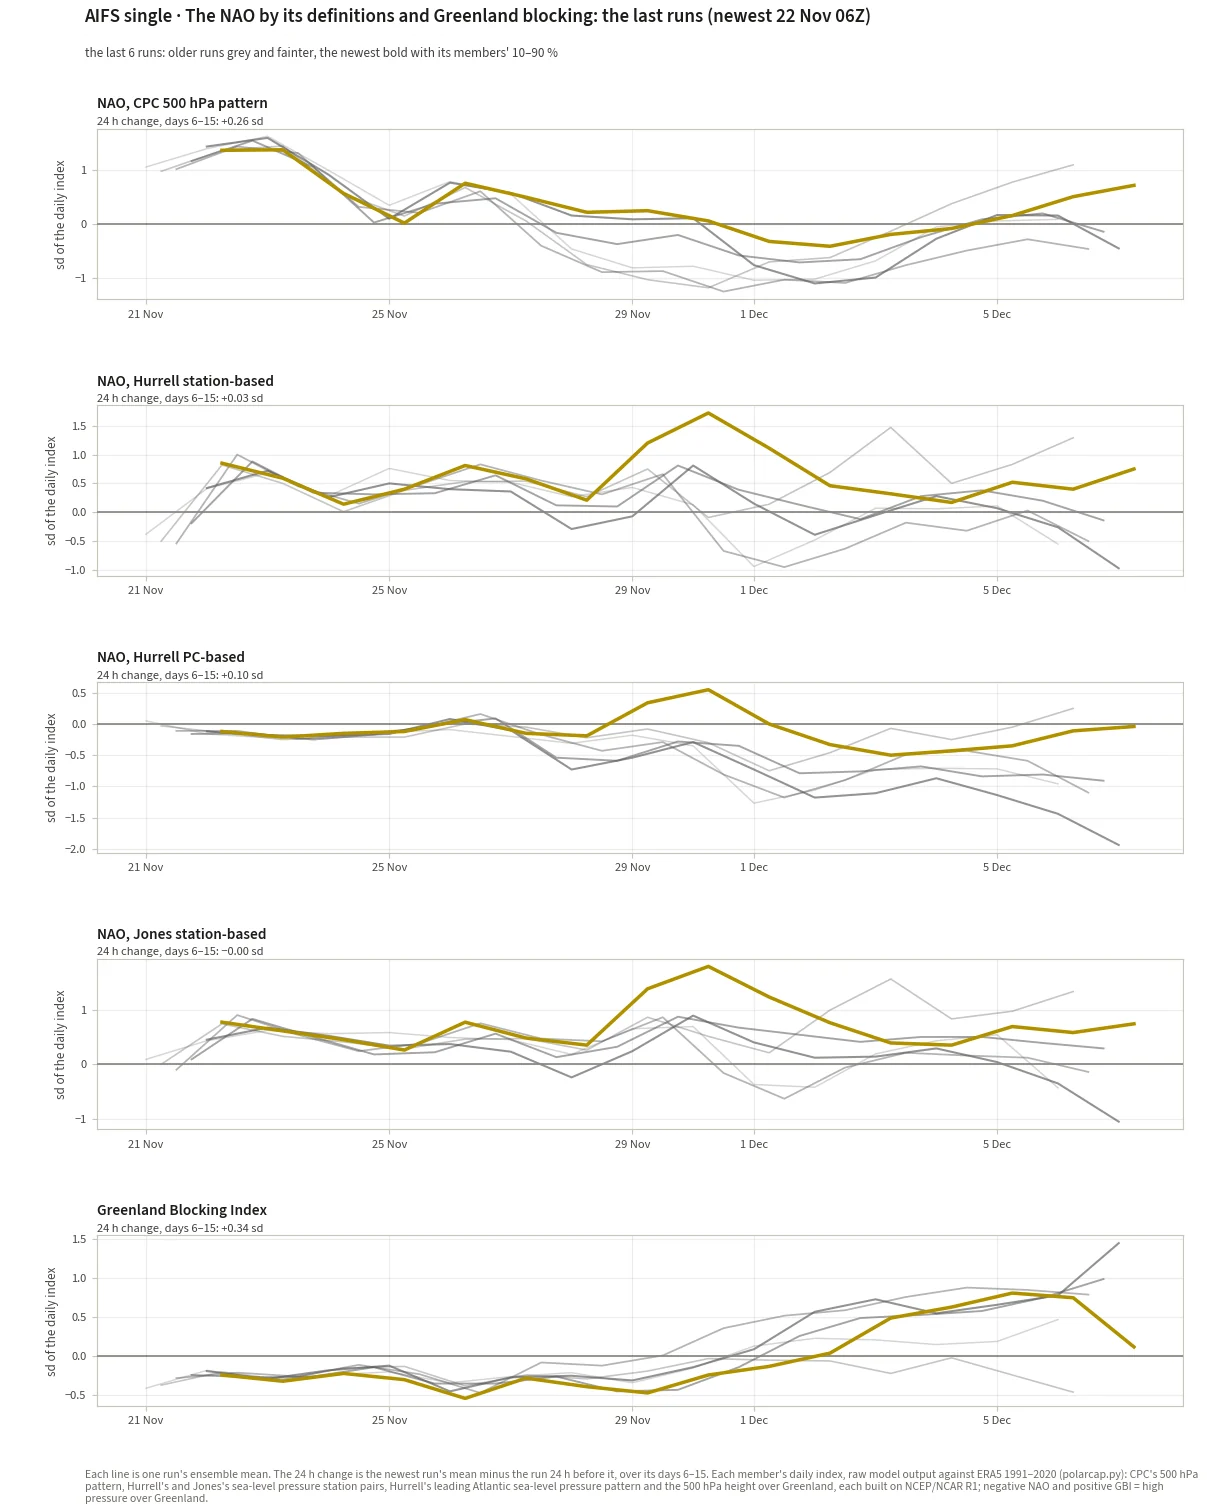 AIFS single · The NAO by its definitions and Greenland blocking: the last runs (newest 22 Nov 06Z)
the last 6 runs: older runs grey and fainter, the newest bold with its members' 10–90 %
NAO, CPC 500 hPa pattern
24 h change, days 6–15: +0.26 sd
sd of the daily index
1
0
−1
21 Nov 25 Nov 29 Nov 1 Dec 5 Dec
NAO, Hurrell station-based
24 h change, days 6–15: +0.03 sd
sd of the daily index
1.5
1.0
0.5
0.0
−0.5
−1.0
21 Nov 25 Nov 29 Nov 1 Dec 5 Dec
NAO, Hurrell PC-based
24 h change, days 6–15: +0.10 sd
sd of the daily index
0.5
0.0
−0.5
−1.0
−1.5
−2.0
21 Nov 25 Nov 29 Nov 1 Dec 5 Dec
NAO, Jones station-based
24 h change, days 6–15: −0.00 sd
sd of the daily index
1
0
−1
21 Nov 25 Nov 29 Nov 1 Dec 5 Dec
Greenland Blocking Index
24 h change, days 6–15: +0.34 sd
sd of the daily index
1.5
1.0
0.5
0.0
−0.5
21 Nov 25 Nov 29 Nov 1 Dec 5 Dec
Each line is one run's ensemble mean. The 24 h change is the newest run's mean minus the run 24 h before it, over its days 6–15. Each member's daily index, raw model output against ERA5 1991–2020 (polarcap.py): CPC's 500 hPa
pattern, Hurrell's and Jones's sea-level pressure station pairs, Hurrell's leading Atlantic sea-level pressure pattern and the 500 hPa height over Greenland, each built on NCEP/NCAR R1; negative NAO and positive GBI = high
pressure over Greenland.